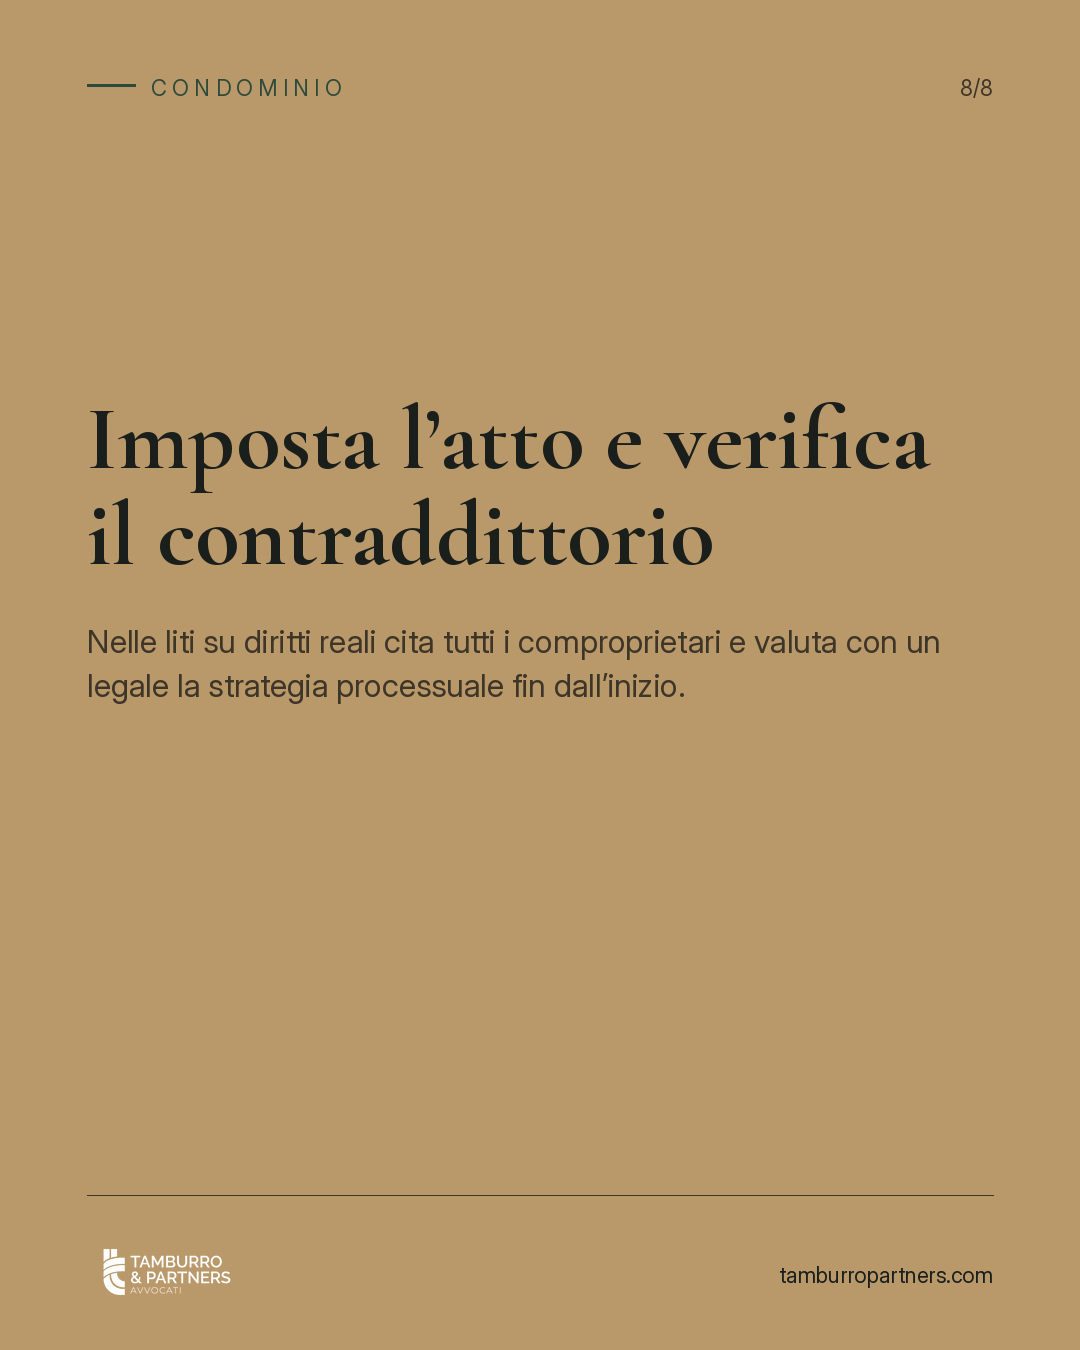 CONDOMINIO
8/8
Imposta l’atto e verifica
il contraddittorio
Nelle liti su diritti reali cita tutti i comproprietari e valuta con un
legale la strategia processuale fin dall’inizio.
TAMBURRO
& PARTNERS
AVVOCATI
tamburropartners.com